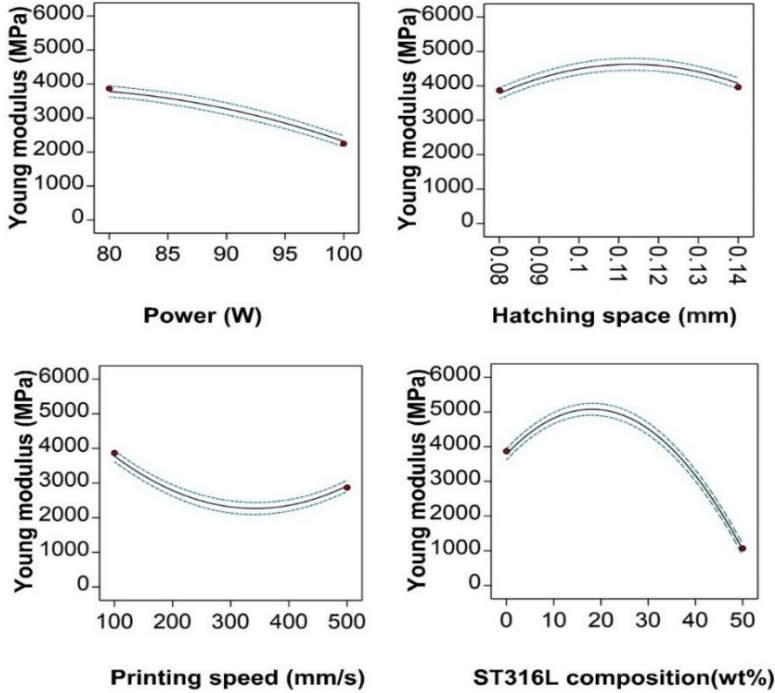 Young modulus (MPa)
6000
5000
4000
3000
2000
1000
0
80 85 90 95 100
Power (W)
Young modulus (MPa)
6000
5000
4000
3000
2000
1000
0
0.08 0.09 0.1 0.11 0.12 0.13 0.14
Hatching space (mm)
Young modulus (MPa)
6000
5000
4000
3000
2000
1000
0
100 200 300 400 500
Printing speed (mm/s)
Young modulus (MPa)
6000
5000
4000
3000
2000
1000
0
0 10 20 30 40 50
ST316L composition(wt%)